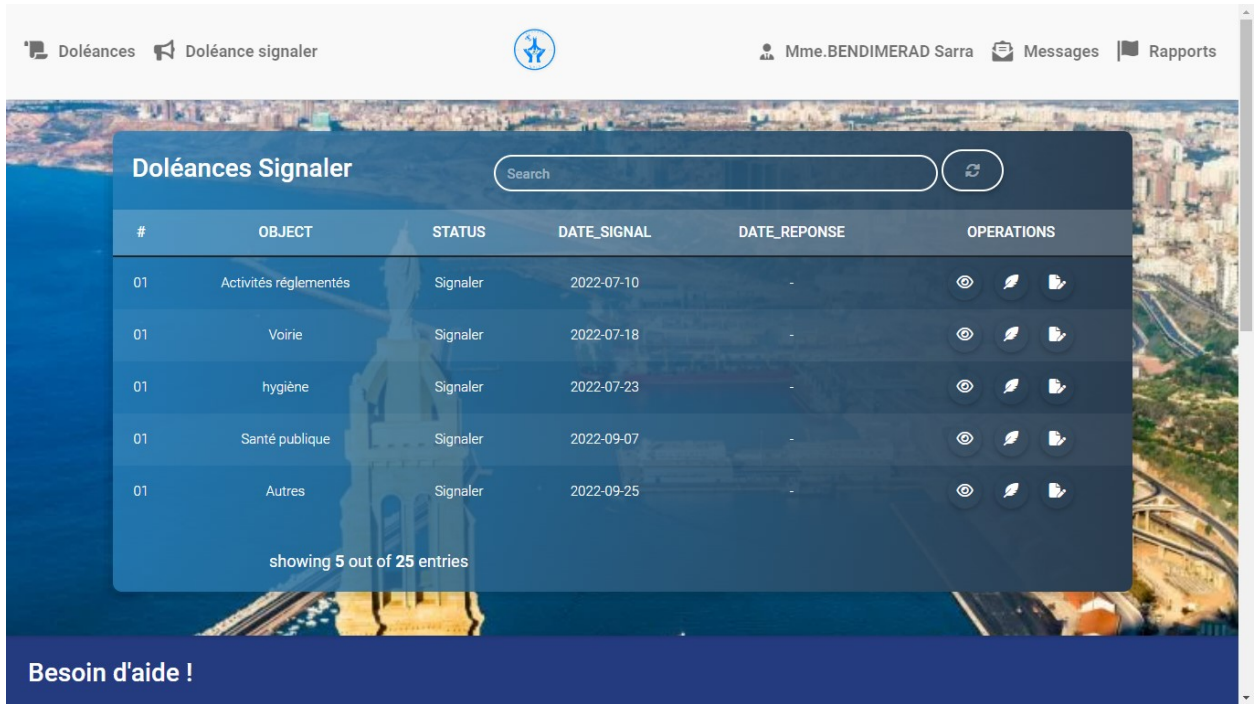 Doléances Doléance signaler Mme.BENDIMERAD Sarra Messages Rapports
Doléances Signaler Search
# OBJECT STATUS DATE_SIGNAL DATE_REPONSE OPERATIONS
01 Activités réglementés Signaler 2022-07-10 -
01 Voirie Signaler 2022-07-18 -
01 hygiène Signaler 2022-07-23 -
01 Santé publique Signaler 2022-09-07 -
01 Autres Signaler 2022-09-25 -
showing 5 out of 25 entries
Besoin d'aide !